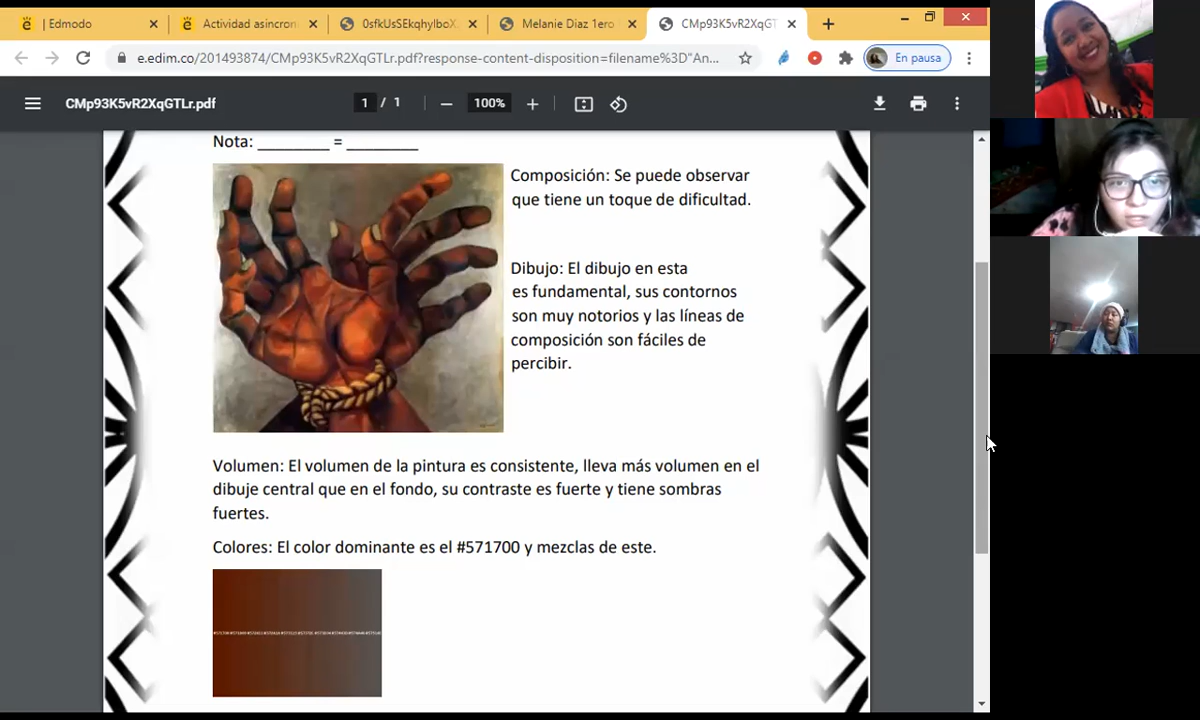 Edmodo
Actividad asincron
0sfkUsSEkqhylboX
Melanie Diaz 1ero
CMp93K5vR2XqGT
e.edim.co/201493874/CMp93K5vR2XqGTLr.pdf?response-content-disposition=filename%3D"An
En pausa
CMp93K5vR2XqGTLr.pdf
1 / 1
100%
Nota: ________ = ________
Composición: Se puede observar
que tiene un toque de dificultad.
Dibujo: El dibujo en esta
es fundamental, sus contornos
son muy notorios y las líneas de
composición son fáciles de
percibir.
Volumen: El volumen de la pintura es consistente, lleva más volumen en el
dibuje central que en el fondo, su contraste es fuerte y tiene sombras
fuertes.
Colores: El color dominante es el #571700 y mezclas de este.